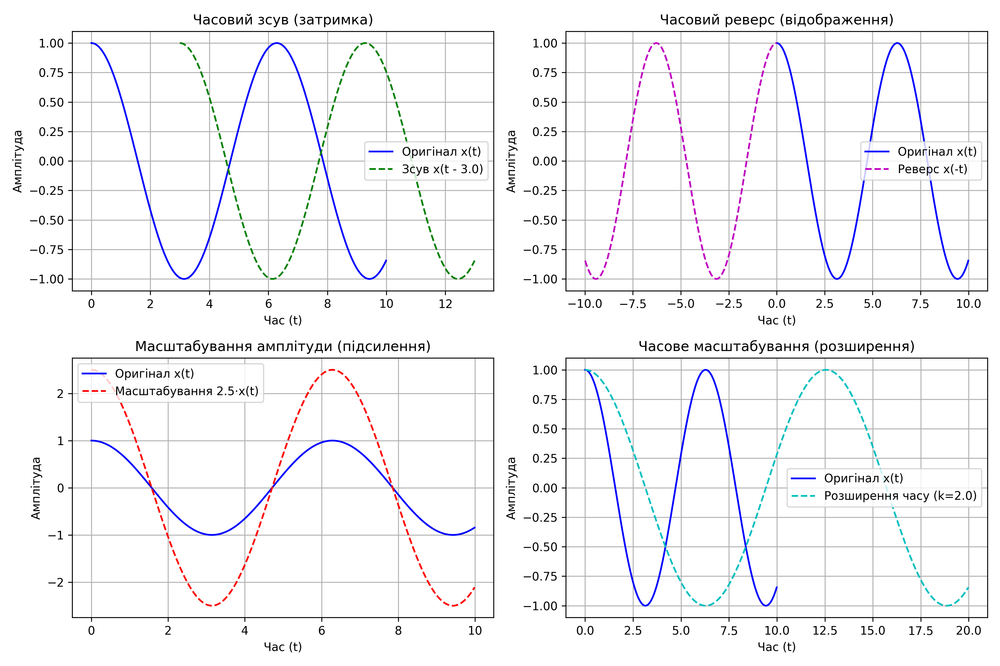 Часовий зсув (затримка)
Амплітуда
1.00
0.75
0.50
0.25
0.00
−0.25
−0.50
−0.75
−1.00
Оригінал x(t)
Зсув x(t - 3.0)
0 2 4 6 8 10 12
Час (t)
Часовий реверс (відображення)
Амплітуда
1.00
0.75
0.50
0.25
0.00
−0.25
−0.50
−0.75
−1.00
Оригінал x(t)
Реверс x(-t)
−10.0 −7.5 −5.0 −2.5 0.0 2.5 5.0 7.5 10.0
Час (t)
Масштабування амплітуди (підсилення)
Амплітуда
2
1
0
−1
−2
Оригінал x(t)
Масштабування 2.5·x(t)
0 2 4 6 8 10
Час (t)
Часове масштабування (розширення)
Амплітуда
1.00
0.75
0.50
0.25
0.00
−0.25
−0.50
−0.75
−1.00
Оригінал x(t)
Розширення часу (k=2.0)
0.0 2.5 5.0 7.5 10.0 12.5 15.0 17.5 20.0
Час (t)